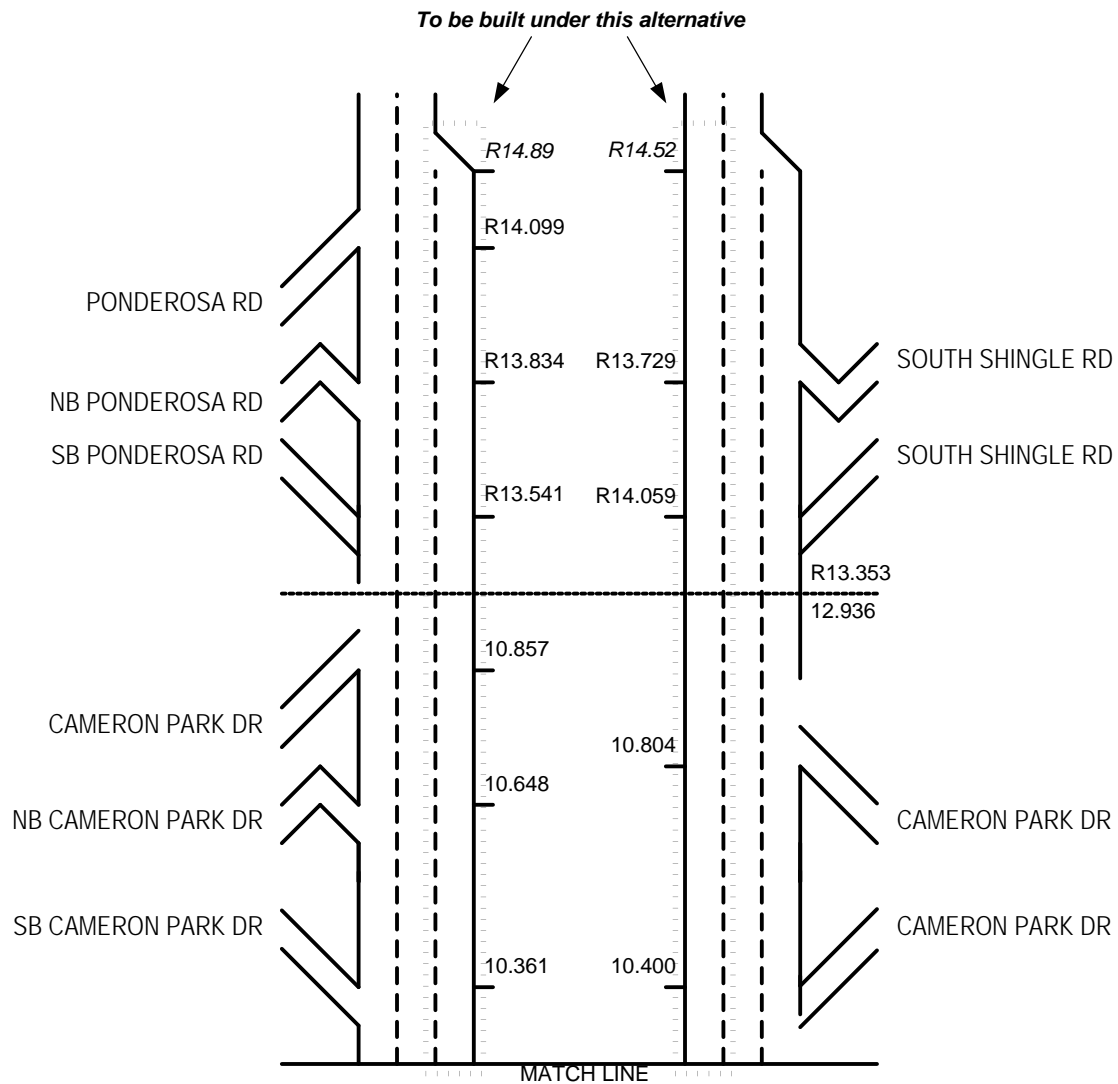 To be built under this alternative
R14.89
R14.52
R14.099
PONDEROSA RD
R13.834
R13.729
SOUTH SHINGLE RD
NB PONDEROSA RD
SB PONDEROSA RD
SOUTH SHINGLE RD
R13.541
R14.059
R13.353
12.936
10.857
CAMERON PARK DR
10.804
10.648
NB CAMERON PARK DR
CAMERON PARK DR
SB CAMERON PARK DR
CAMERON PARK DR
10.361
10.400
MATCH LINE